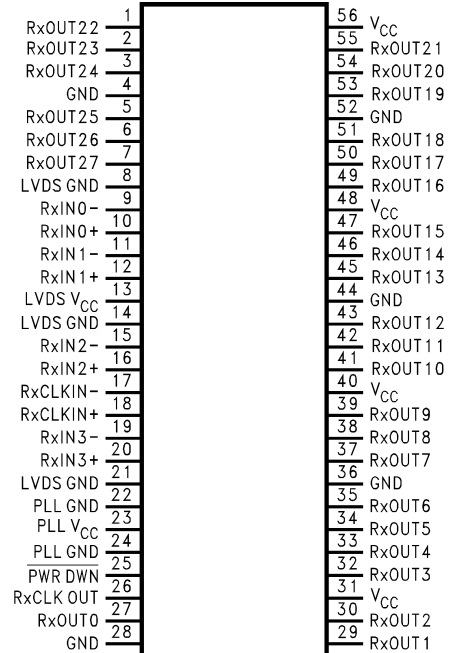 RxOUT22 1
RxOUT23 2
RxOUT24 3
GND 4
RxOUT25 5
RxOUT26 6
RxOUT27 7
LVDS GND 8
RxIN0- 9
RxIN0+ 10
RxIN1- 11
RxIN1+ 12
LVDS VCC 13
LVDS GND 14
RxIN2- 15
RxIN2+ 16
RxCLKIN- 17
RxCLKIN+ 18
RxIN3- 19
RxIN3+ 20
LVDS GND 21
PLL GND 22
PLL VCC 23
PLL GND 24
PWR DWN 25
RxCLK OUT 26
RxOUT0 27
GND 28
56 VCC
55 RxOUT21
54 RxOUT20
53 RxOUT19
52 GND
51 RxOUT18
50 RxOUT17
49 RxOUT16
48 VCC
47 RxOUT15
46 RxOUT14
45 RxOUT13
44 GND
43 RxOUT12
42 RxOUT11
41 RxOUT10
40 VCC
39 RxOUT9
38 RxOUT8
37 RxOUT7
36 GND
35 RxOUT6
34 RxOUT5
33 RxOUT4
32 RxOUT3
31 VCC
30 RxOUT2
29 RxOUT1